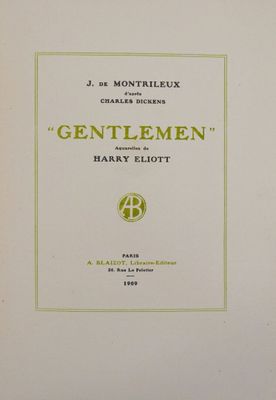 J. DE MONTRILEUX
d'après
CHARLES DICKENS
"GENTLEMEN"
Aquarelles de
HARRY ELIOTT
AB
PARIS
A. BLAIZOT, Libraire-Editeur
26, Rue Le Peletier
1909